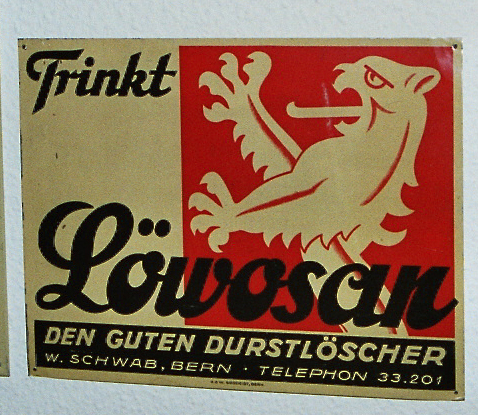 Trinkt
Löwosan
DEN GUTEN DURSTLÖSCHER
W. SCHWAB, BERN · TELEPHON 33.201